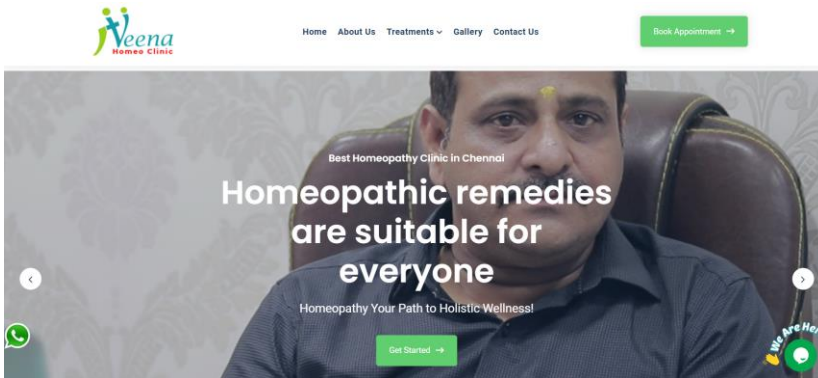 Veena
Homeo Clinic
Home About Us Treatments Gallery Contact Us
Book Appointment →
Best Homeopathy Clinic in Chennai
Homeopathic remedies
are suitable for
everyone
Homeopathy Your Path to Holistic Wellness!
Get Started →
We Are Her